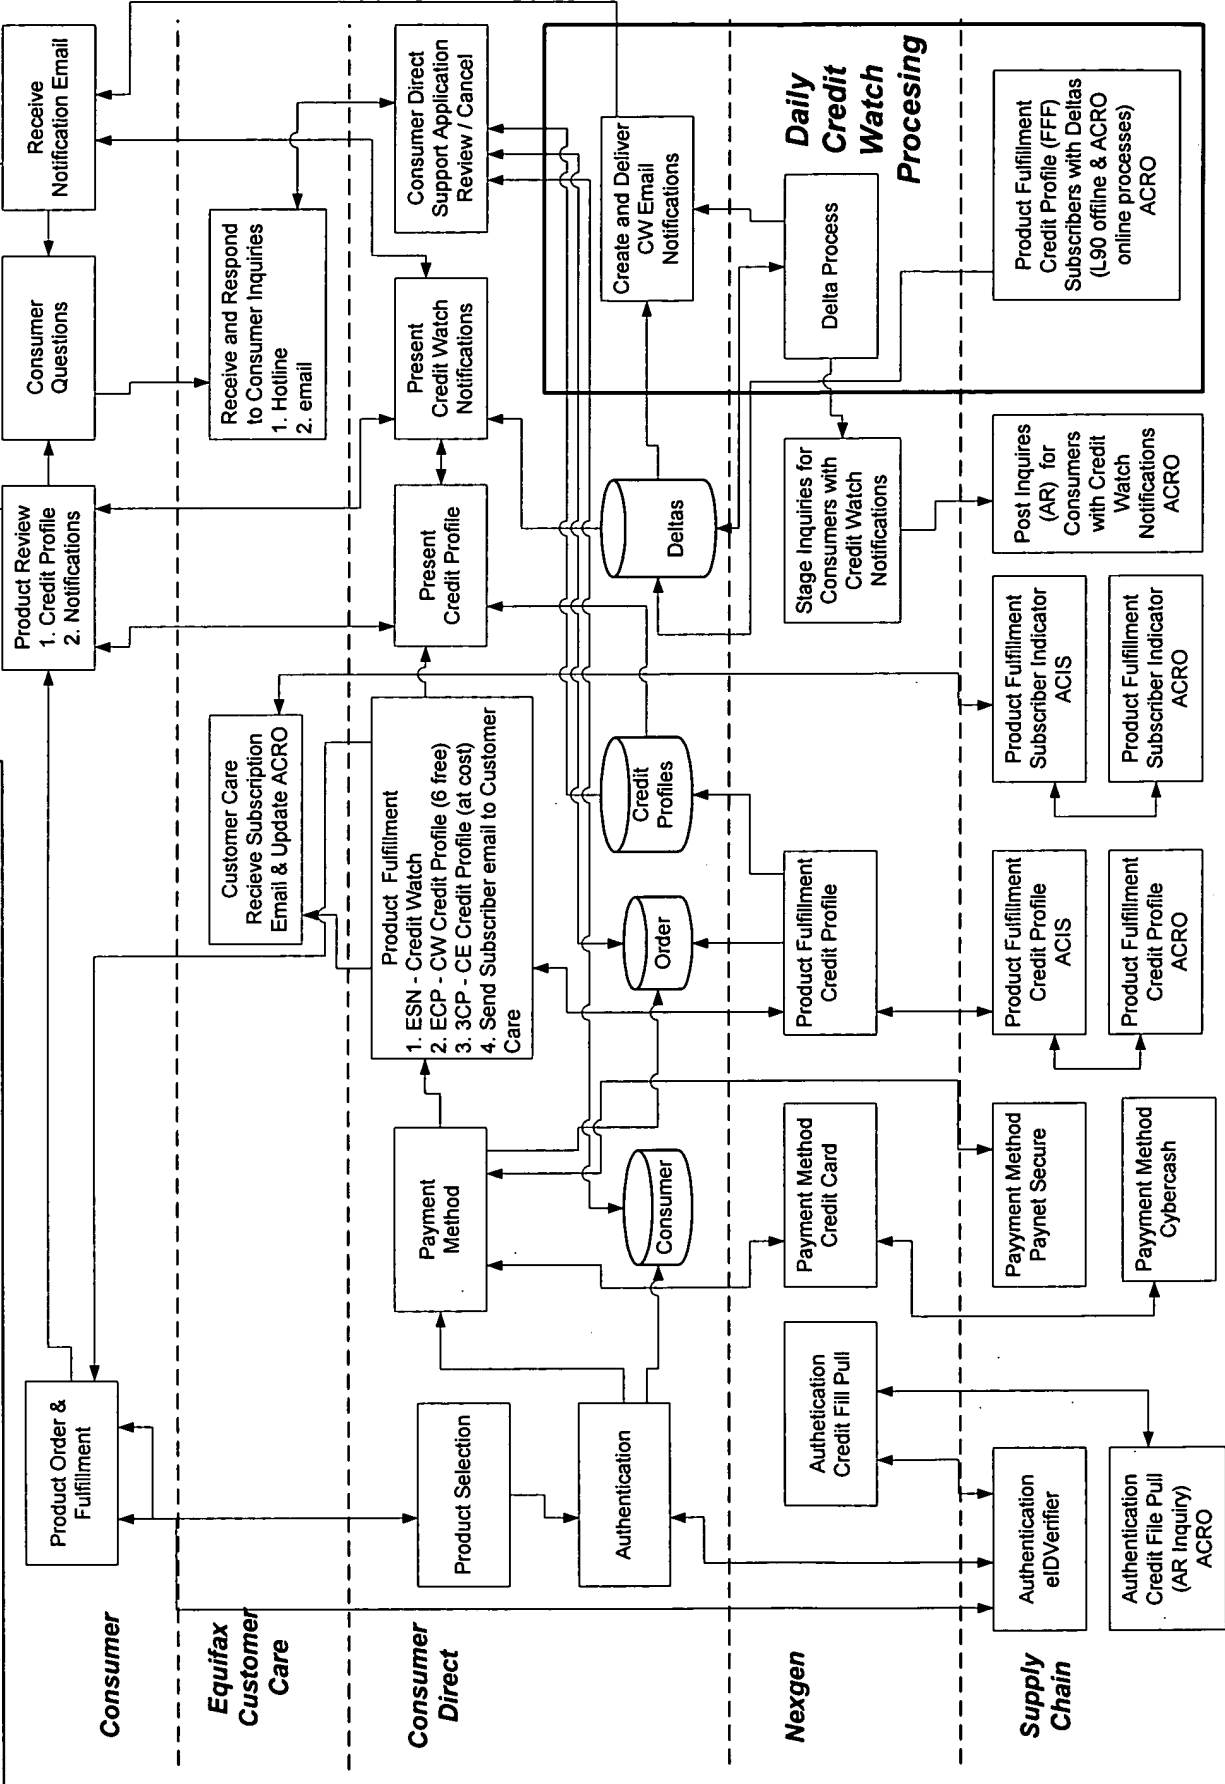 Consumer
Product Order &
Fulfillment
Product Review
1. Credit Profile
2. Notifications
Consumer
Questions
Receive
Notification Email
Equifax
Customer
Care
Customer Care
Recieve Subscription
Email & Update ACRO
Receive and Respond
to Consumer Inquiries
1. Hotline
2. email
Consumer
Direct
Product Selection
Authentication
Payment
Method
Product Fulfillment
1. ESN - Credit Watch
2. ECP - CW Credit Profile (6 free)
3. 3CP - CE Credit Profile (at cost)
4. Send Subscriber email to Customer
Care
Present
Credit Profile
Present
Credit Watch
Notifications
Consumer Direct
Support Application
Review / Cancel
Consumer
Order
Credit
Profiles
Deltas
Create and Deliver
CW Email
Notifications
Nexgen
Authetication
Credit Fill Pull
Payment Method
Credit Card
Product Fulfillment
Credit Profile
Stage Inquiries for
Consumers with
Credit Watch
Notifications
Delta Process
Daily
Credit
Watch
Procesing
Supply
Chain
Authentication
eIDVerifier
Authentication
Credit File Pull
(AR Inquiry)
ACRO
Payyment Method
Paynet Secure
Payyment Method
Cybercash
Product Fulfillment
Credit Profile
ACIS
Product Fulfillment
Credit Profile
ACRO
Product Fulfillment
Subscriber Indicator
ACIS
Product Fulfillment
Subscriber Indicator
ACRO
Post Inquires
(AR) for
Consumers
with Credit
Watch
Notifications
ACRO
Product Fulfillment
Credit Profile (FFF)
Subscribers with Deltas
(L90 offilne & ACRO
online processes)
ACRO